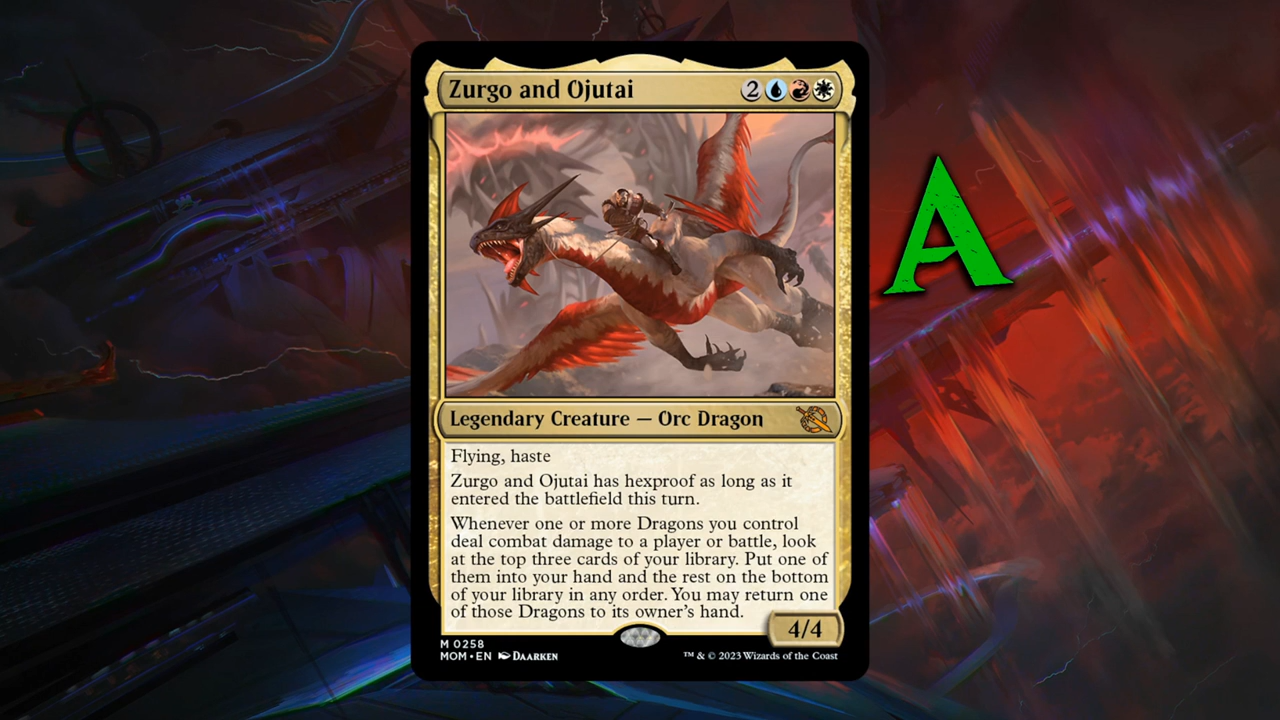 Zurgo and Ojutai
2
A
Legendary Creature — Orc Dragon
Flying, haste
Zurgo and Ojutai has hexproof as long as it
entered the battlefield this turn.
Whenever one or more Dragons you control
deal combat damage to a player or battle, look
at the top three cards of your library. Put one of
them into your hand and the rest on the bottom
of your library in any order. You may return one
of those Dragons to its owner's hand.
4/4
M 0258
MOM • EN DAARKEN
™ & © 2023 Wizards of the Coast